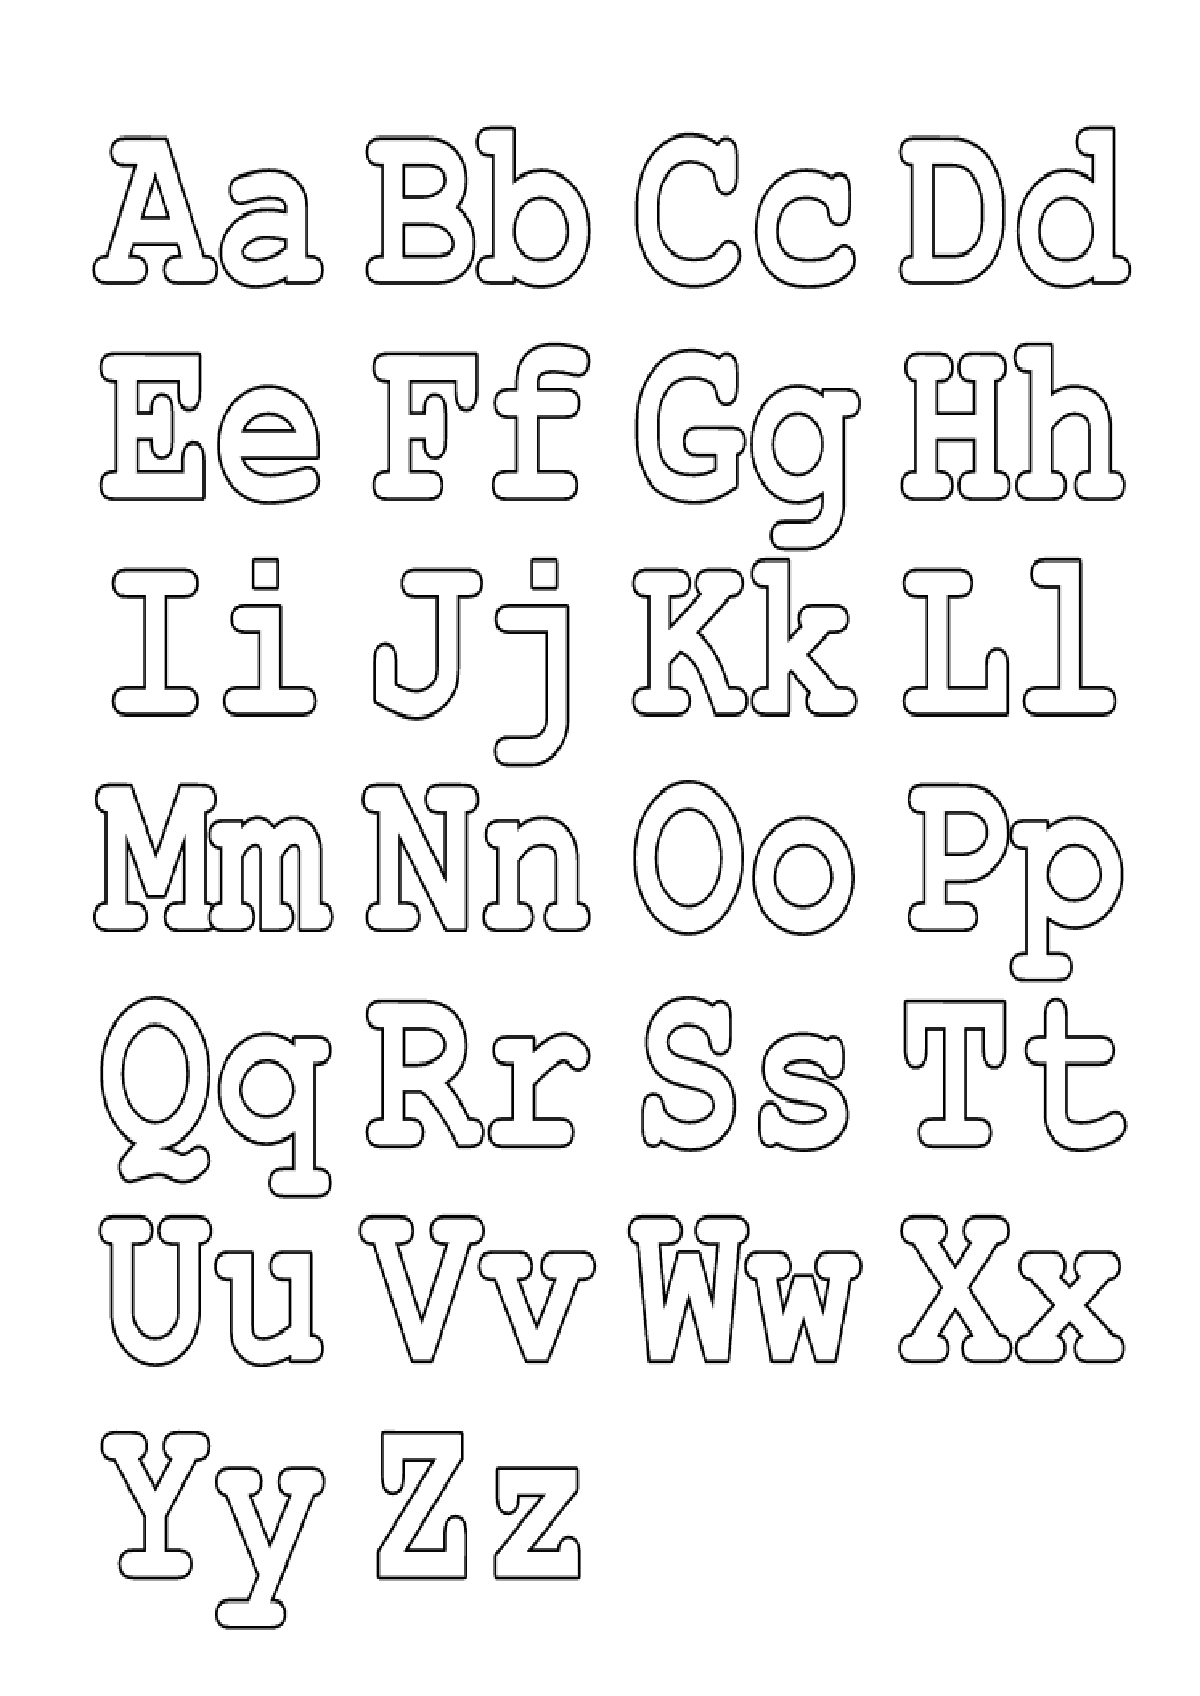 Aa Bb Cc Dd
Ee Ff Gg Hh
Ii Jj Kk Ll
Mm Nn Oo Pp
Qq Rr Ss Tt
Uu Vv Ww Xx
Yy Zz